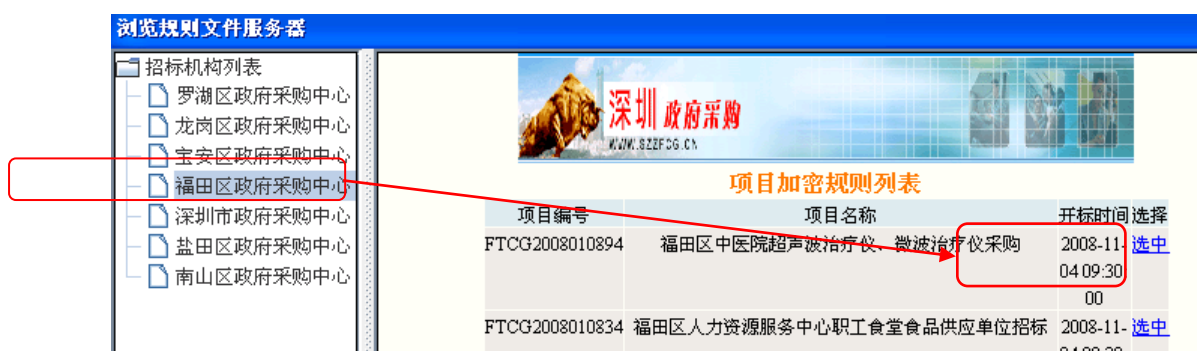 浏览规则文件服务器
招标机构列表
罗湖区政府采购中心
龙岗区政府采购中心
宝安区政府采购中心
福田区政府采购中心
深圳市政府采购中心
盐田区政府采购中心
南山区政府采购中心
深圳 政府采购
WWW.SZZFCG.CN
项目加密规则列表
项目编号 项目名称 开标时间 选择
FTCG2008010894 福田区中医院超声波治疗仪、微波治疗仪采购 2008-11- 选中
04 09:30:
00
FTCG2008010834 福田区人力资源服务中心职工食堂食品供应单位招标 2008-11- 选中